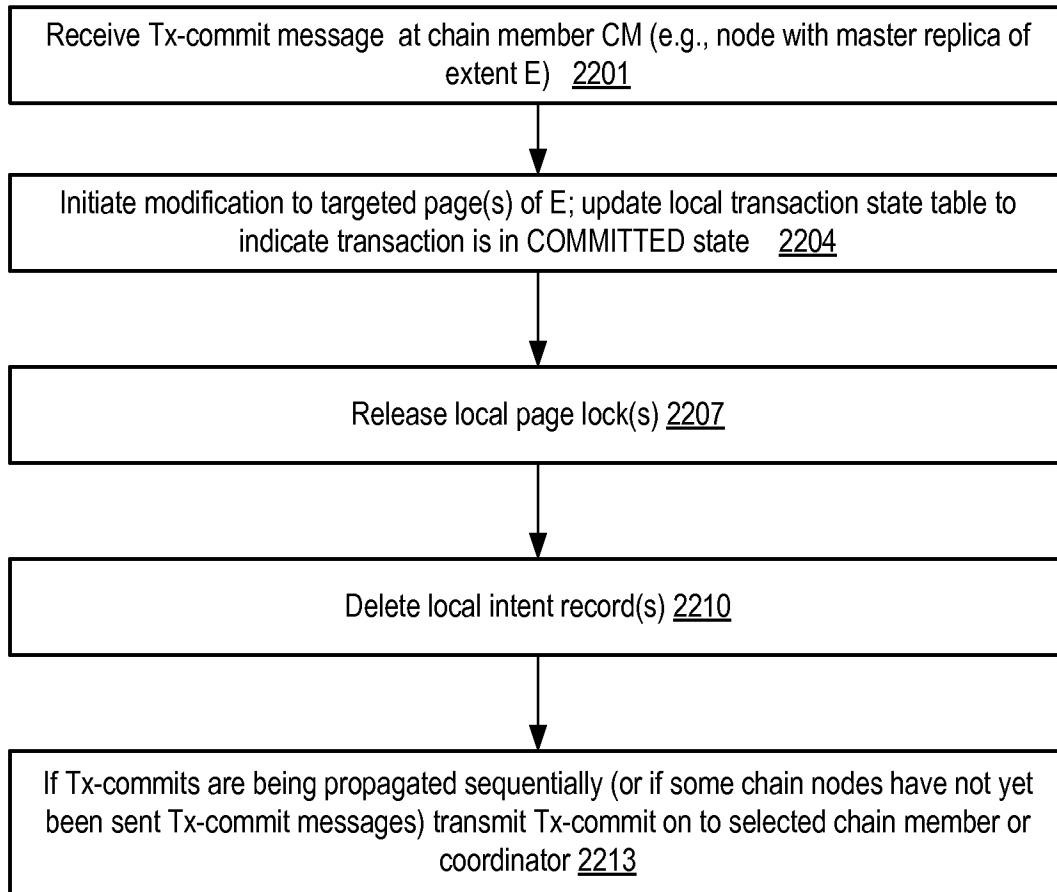 Receive Tx-commit message at chain member CM (e.g., node with master replica of
extent E) 2201
Initiate modification to targeted page(s) of E; update local transaction state table to
indicate transaction is in COMMITTED state 2204
Release local page lock(s) 2207
Delete local intent record(s) 2210
If Tx-commits are being propagated sequentially (or if some chain nodes have not yet
been sent Tx-commit messages) transmit Tx-commit on to selected chain member or
coordinator 2213